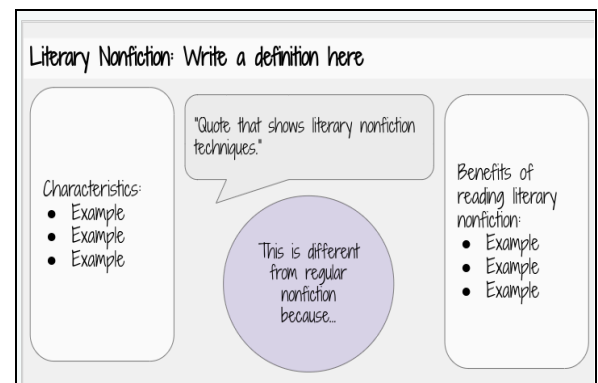 Literary Nonfiction: Write a definition here
Characteristics:
● Example
● Example
● Example
"Quote that shows literary nonfiction
techniques."
This is different
from regular
nonfiction
because...
Benefits of
reading literary
nonfiction:
● Example
● Example
● Example